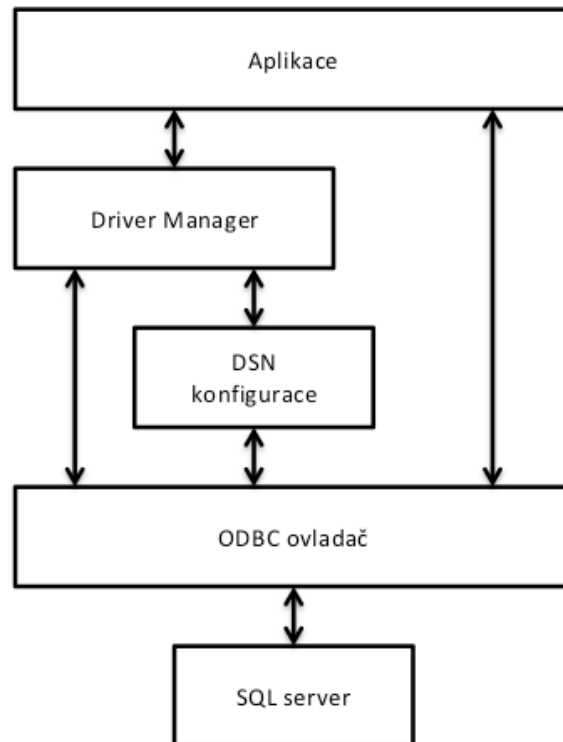 Aplikace
Driver Manager
DSN
konfigurace
ODBC ovladač
SQL server